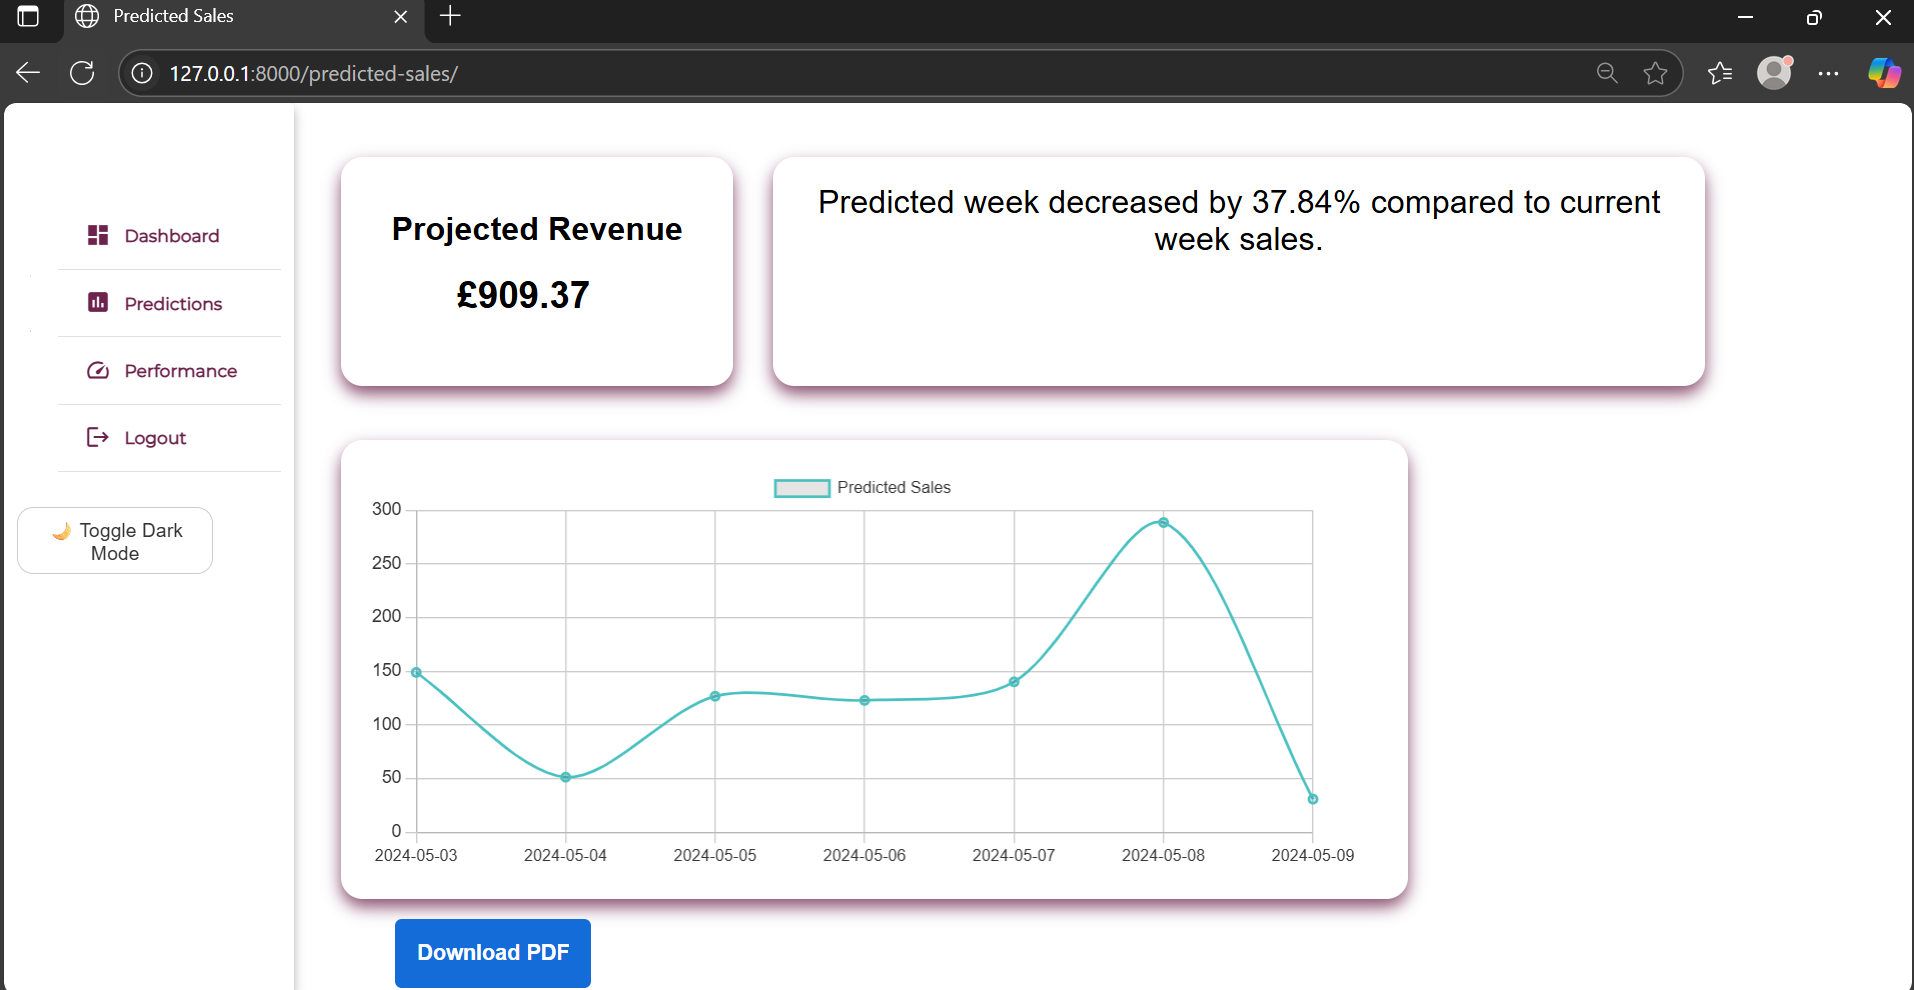 Predicted Sales
127.0.0.1:8000/predicted-sales/
Dashboard
Predictions
Performance
Logout
🌙 Toggle Dark
Mode
Projected Revenue
£909.37
Predicted week decreased by 37.84% compared to current
week sales.
Predicted Sales
300
250
200
150
100
50
0
2024-05-03 2024-05-04 2024-05-05 2024-05-06 2024-05-07 2024-05-08 2024-05-09
Download PDF